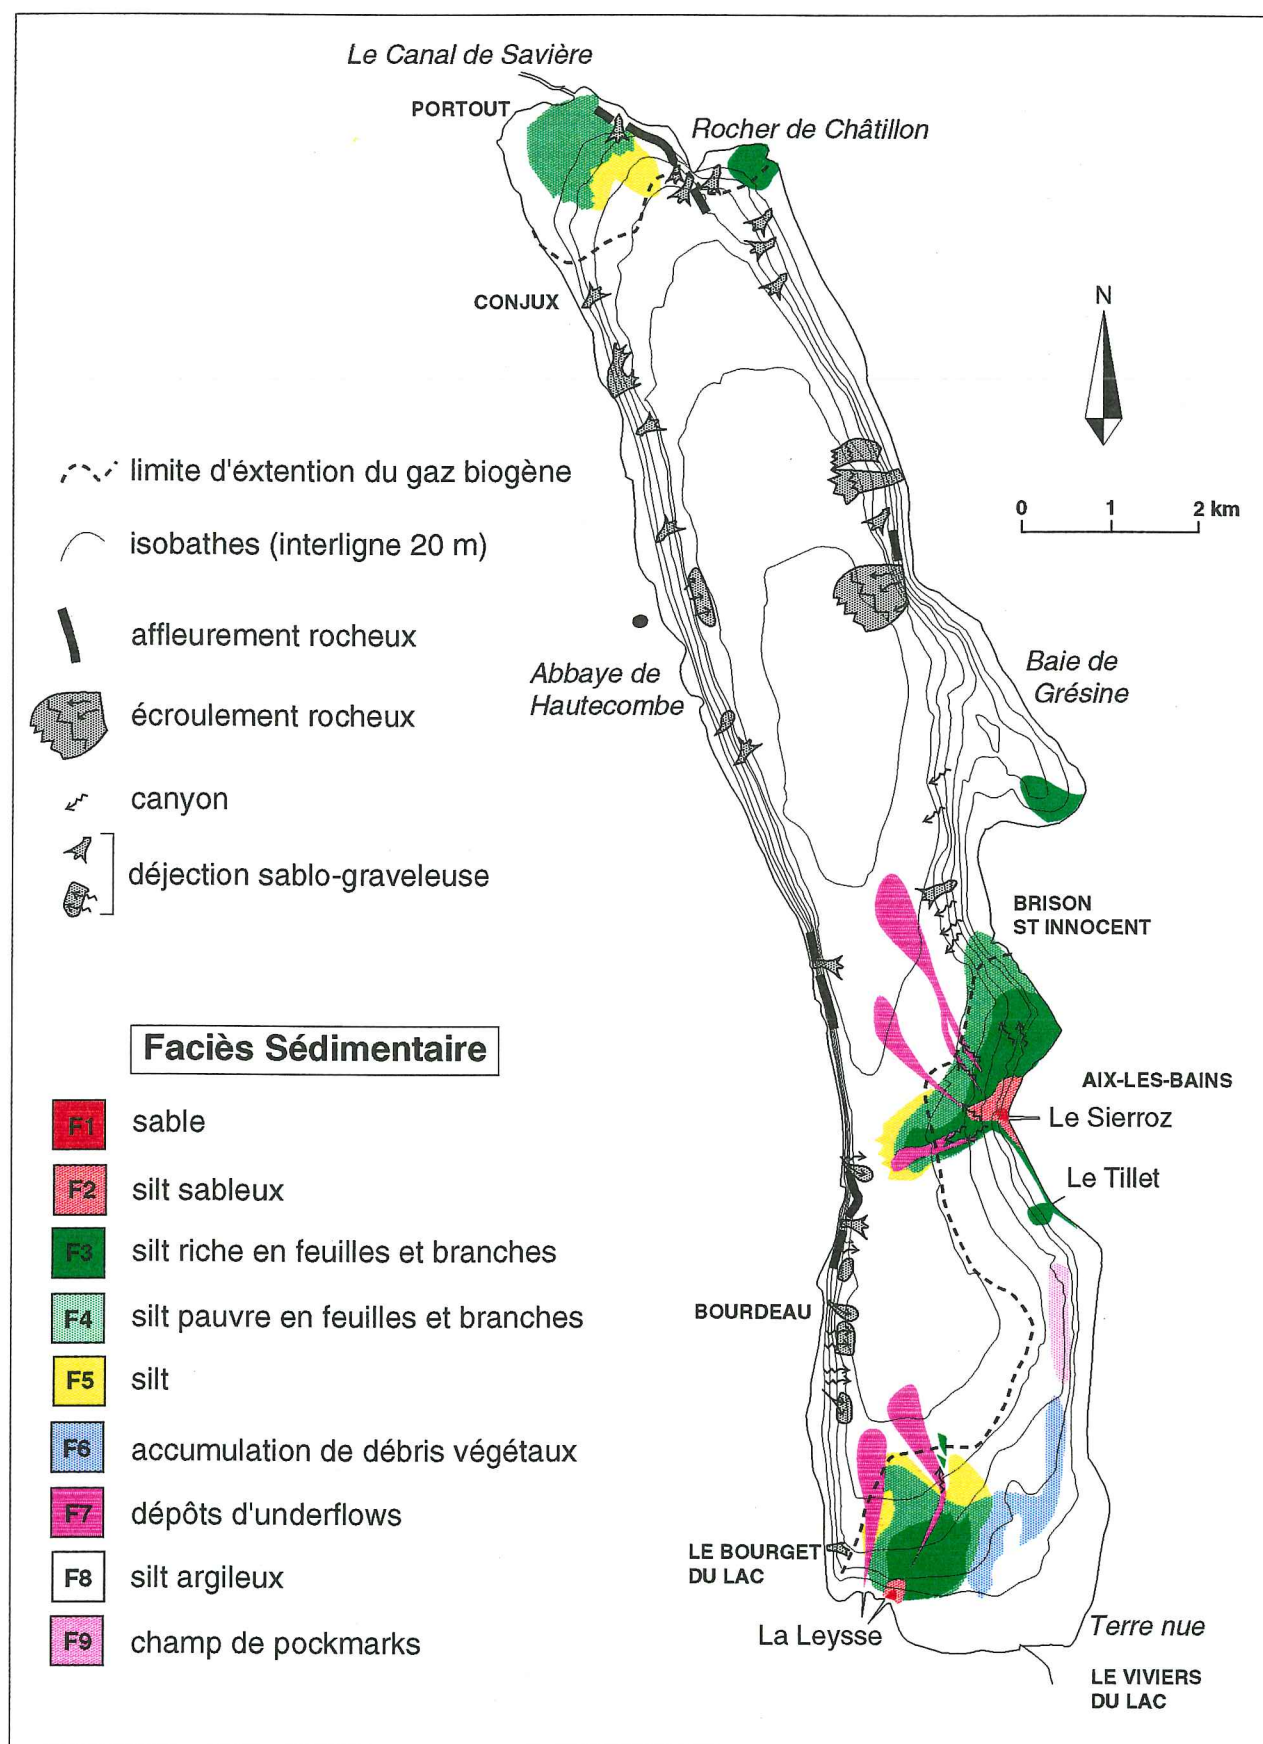 Le Canal de Savière
PORTOUT
Rocher de Châtillon
CONJUX
N
0 1 2 km
limite d'éxtention du gaz biogène
isobathes (interligne 20 m)
affleurement rocheux
écroulement rocheux
canyon
déjection sablo-graveleuse
Abbaye de
Hautecombe
Baie de
Grésine
BRISON
ST INNOCENT
AIX-LES-BAINS
Le Sierroz
Le Tillet
BOURDEAU
LE BOURGET
DU LAC
La Leysse
Terre nue
LE VIVIERS
DU LAC
Faciès Sédimentaire
F1 sable
F2 silt sableux
F3 silt riche en feuilles et branches
F4 silt pauvre en feuilles et branches
F5 silt
F6 accumulation de débris végétaux
F7 dépôts d'underflows
F8 silt argileux
F9 champ de pockmarks